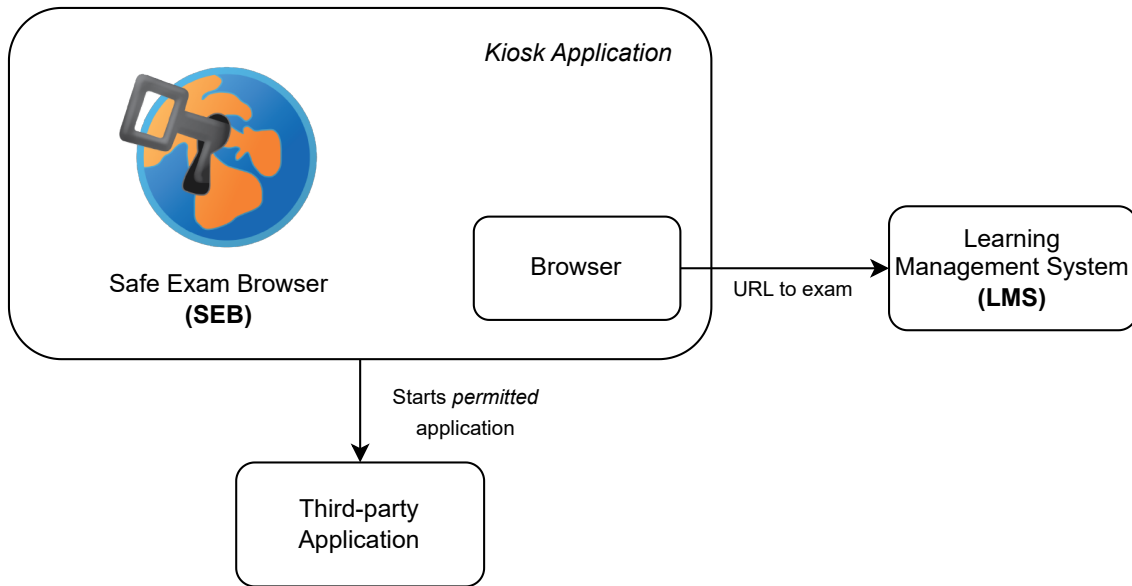 Kiosk Application
Safe Exam Browser
(SEB)
Browser
URL to exam
Learning
Management System
(LMS)
Starts permitted
application
Third-party
Application